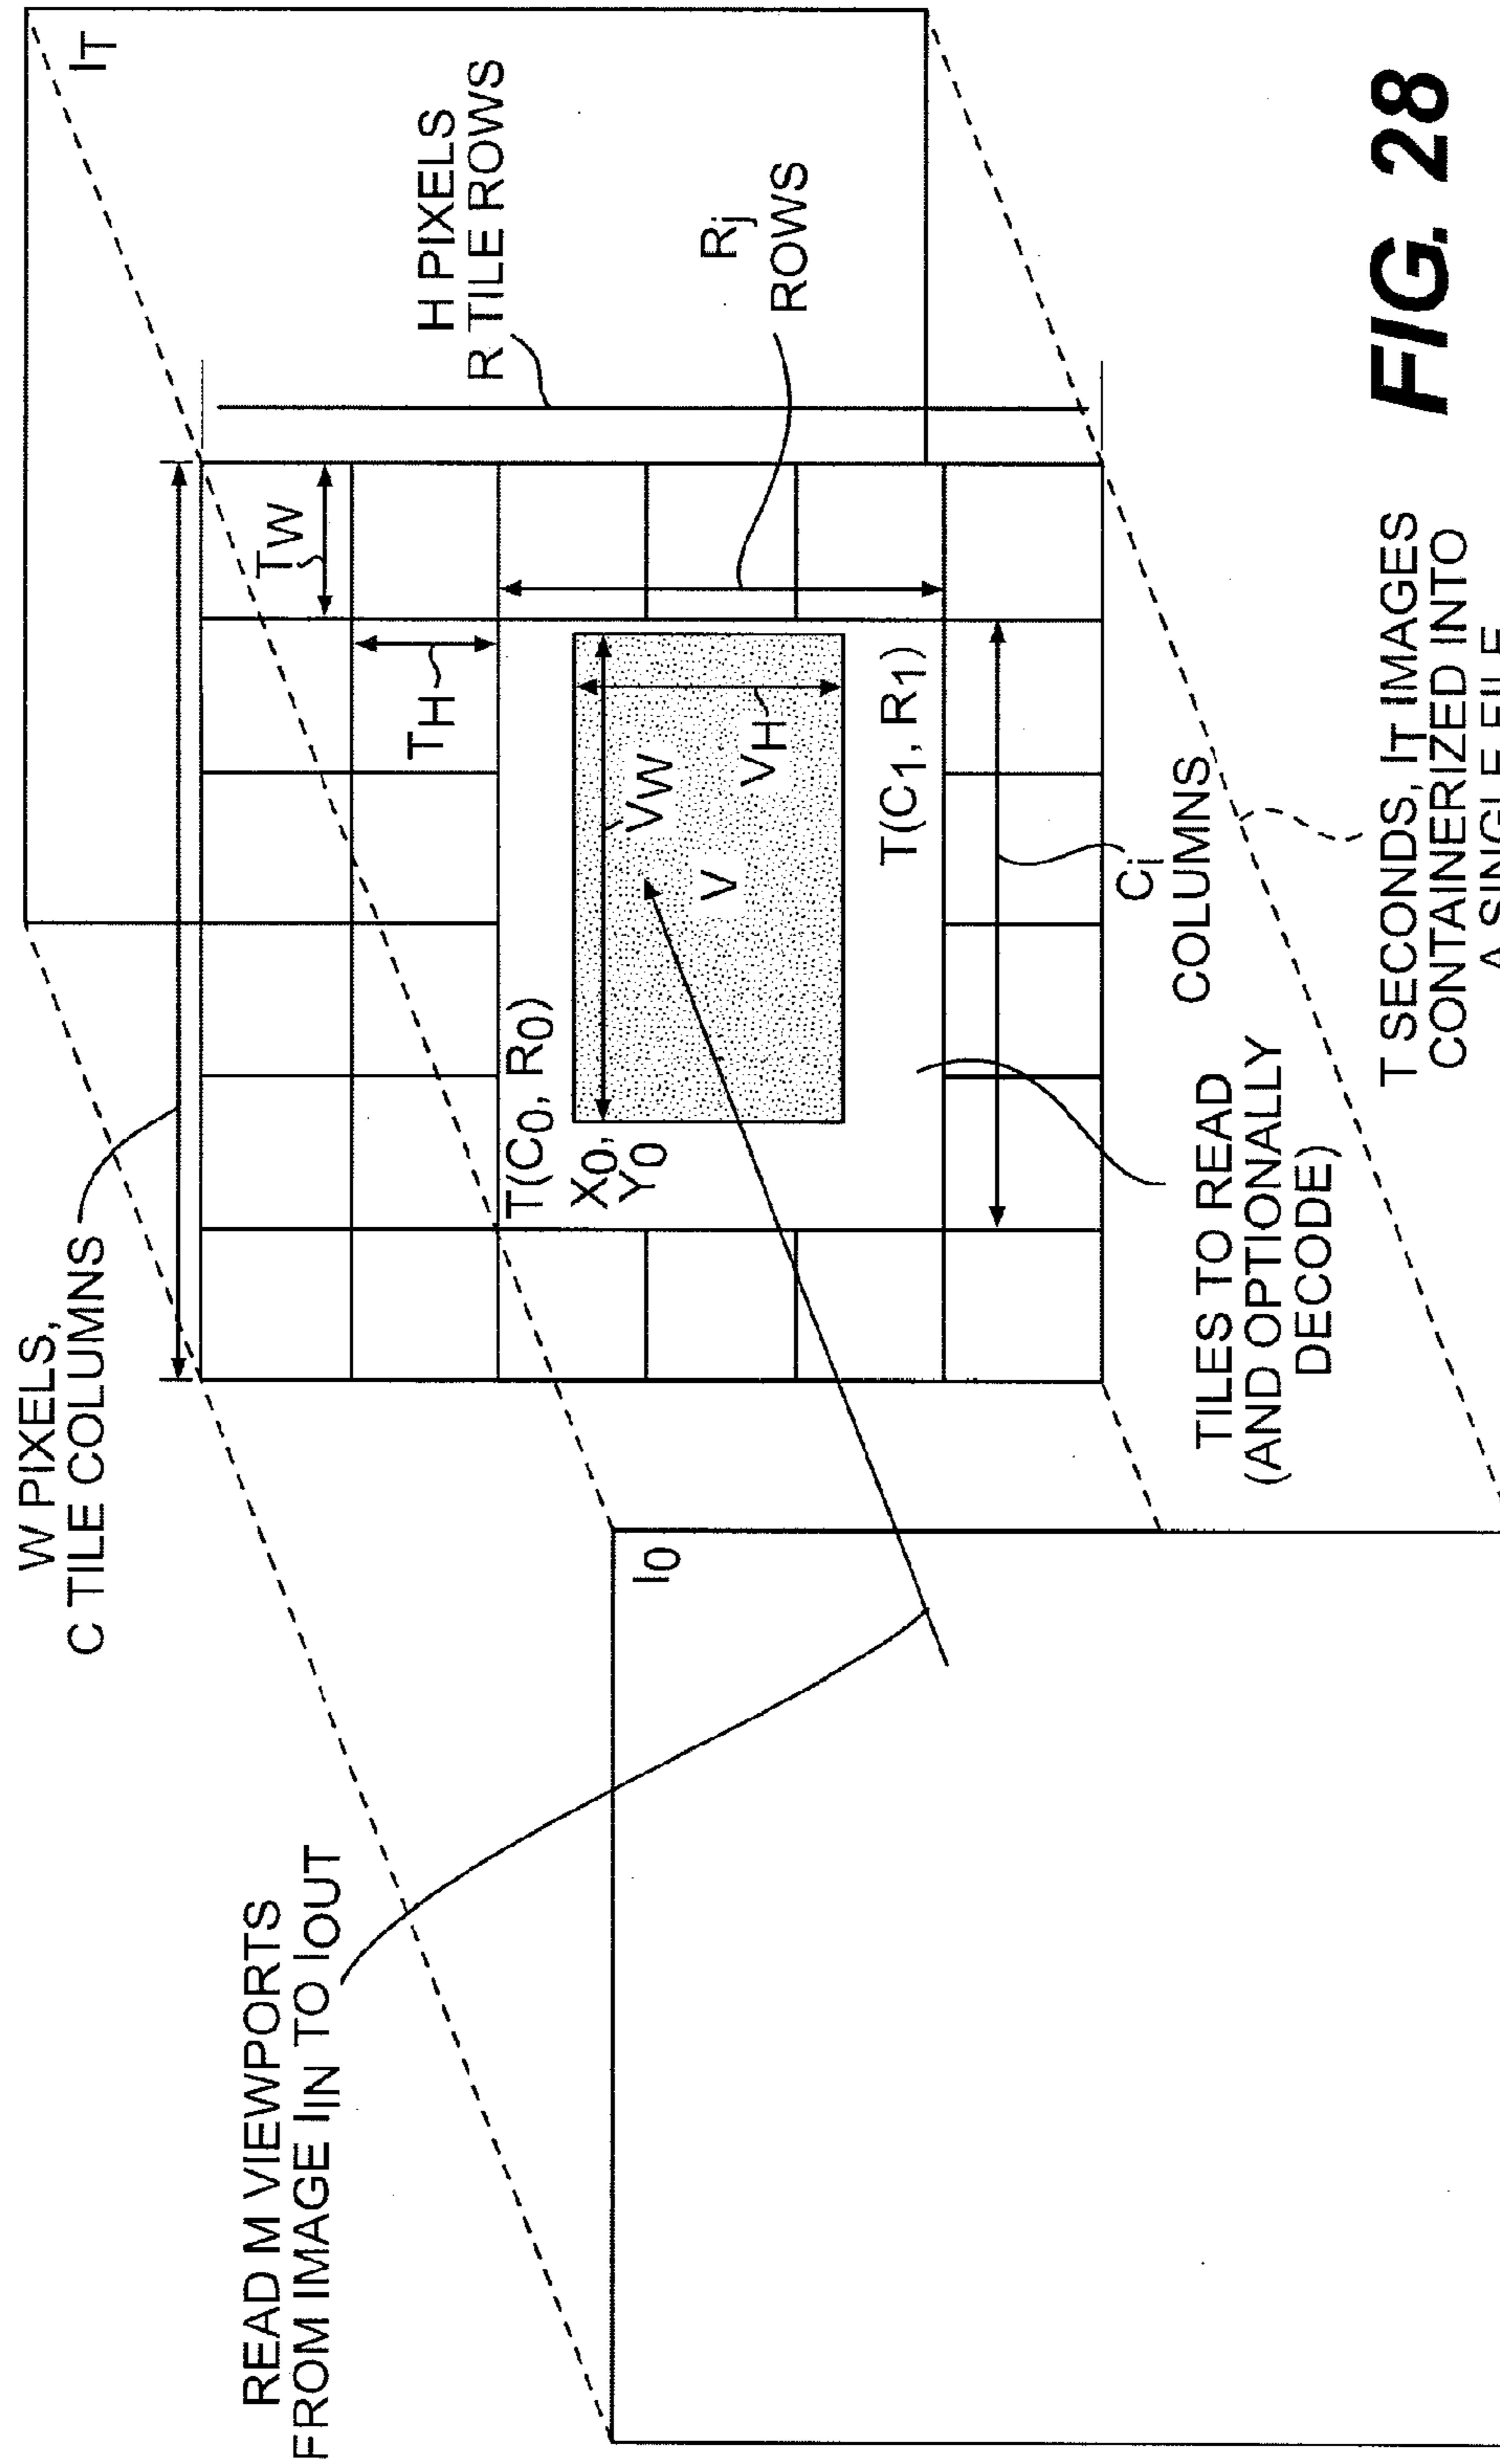 W PIXELS,
C TILE COLUMNS
READ M VIEWPORTS
FROM IMAGE IIN TO IOUT
IT
H PIXELS
R TILE ROWS
Rj
ROWS
TW
TH
T(C0, R0)
X0,
Y0
VW
VH
V
T(C1, R1)
Ci
COLUMNS
I0
TILES TO READ
(AND OPTIONALLY
DECODE)
T SECONDS, IT IMAGES
CONTAINERIZED INTO
A SINGLE FILE
FIG. 28